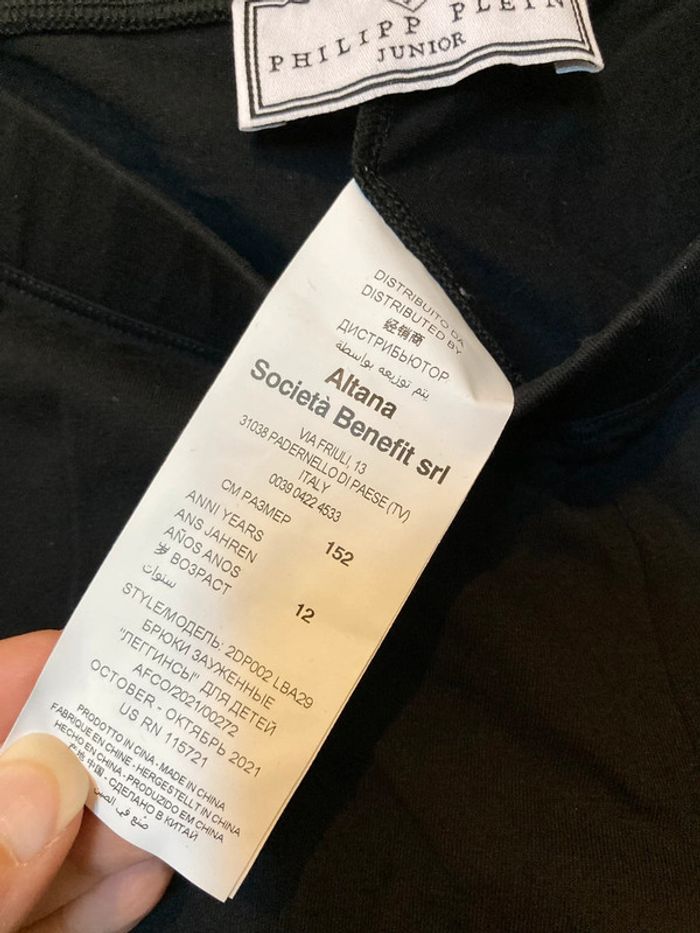 PHILIPP PLEIN
JUNIOR
DISTRIBUITO DA
DISTRIBUTED BY
经销商
ДИСТРИБЬЮТОР
يتم توزيعه بواسطة
Altana
Società Benefit srl
VIA FRIULI, 13
31038 PADERNELLO DI PAESE (TV)
ITALY
0039 0422 4533
CM РАЗМЕР 152
ANNI YEARS
ANS JAHREN
AÑOS ANOS 12
岁 ВОЗРАСТ
سنوات
STYLE/МОДЕЛЬ: 2DP002 LBA29
БРЮКИ ЗАУЖЕННЫЕ
"ЛЕГГИНСЫ" ДЛЯ ДЕТЕЙ
AFCO/2021/00272
OCTOBER - ОКТЯБРЬ 2021
US RN 115721
PRODOTTO IN CINA - MADE IN CHINA
FABRIQUE EN CHINE - HERGESTELLT IN CHINA
HECHO EN CHINA - PRODUZIDO EM CHINA
产地 中国 - СДЕЛАНО В КИТАЙ
صنع في الصين